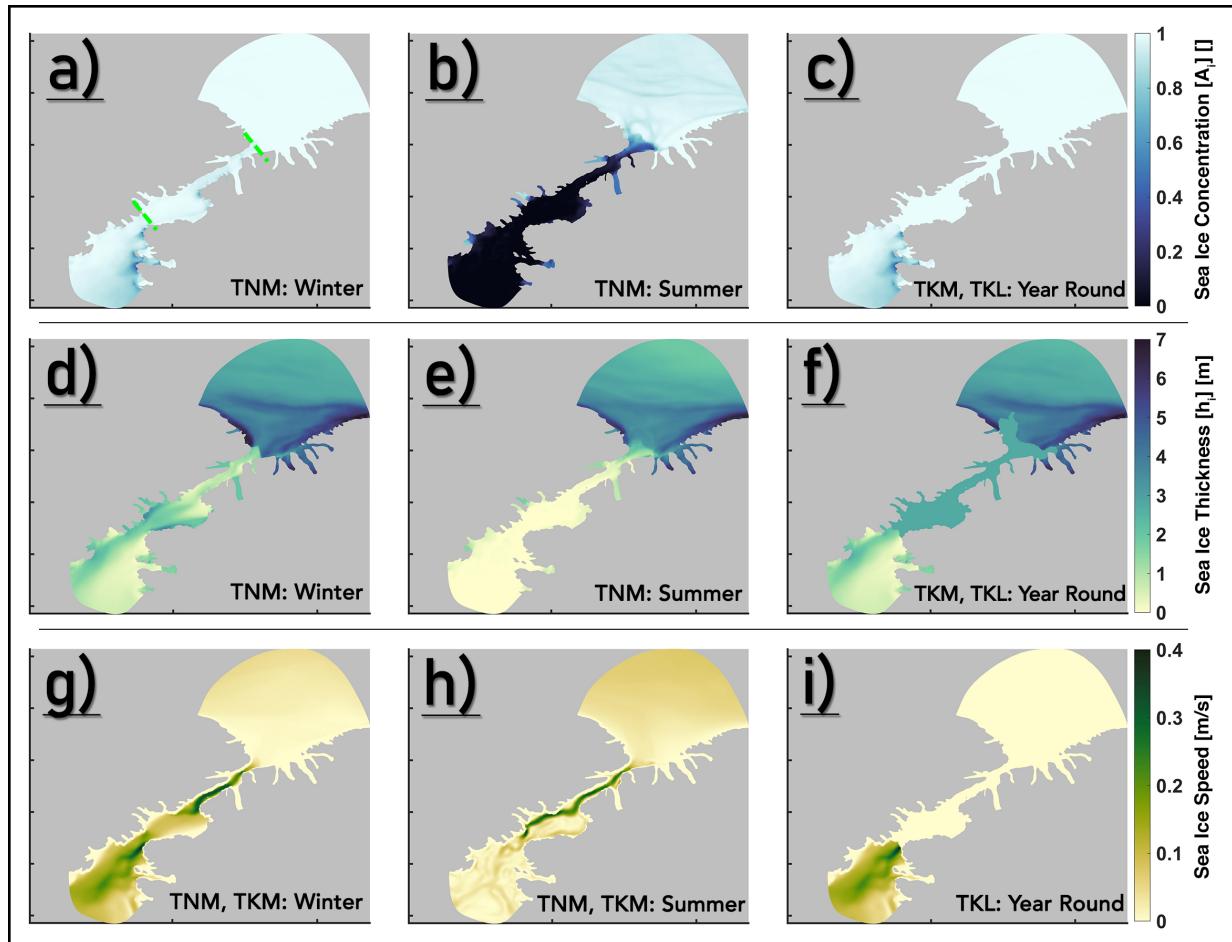 a)
TNM: Winter
b)
TNM: Summer
c)
TKM, TKL: Year Round
1
0.8
0.6
0.4
0.2
0
Sea Ice Concentration [Ai] []
d)
TNM: Winter
e)
TNM: Summer
f)
TKM, TKL: Year Round
7
6
5
4
3
2
1
0
Sea Ice Thickness [hi] [m]
g)
TNM, TKM: Winter
h)
TNM, TKM: Summer
i)
TKL: Year Round
0.4
0.3
0.2
0.1
0
Sea Ice Speed [m/s]